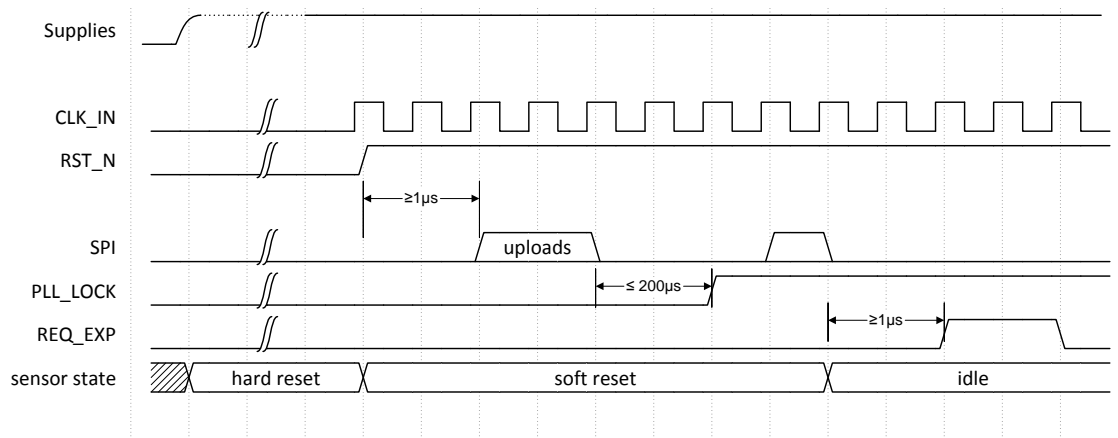 Supplies
CLK_IN
RST_N
≥1µs
SPI
uploads
PLL_LOCK
≤ 200µs
REQ_EXP
≥1µs
sensor state
hard reset
soft reset
idle